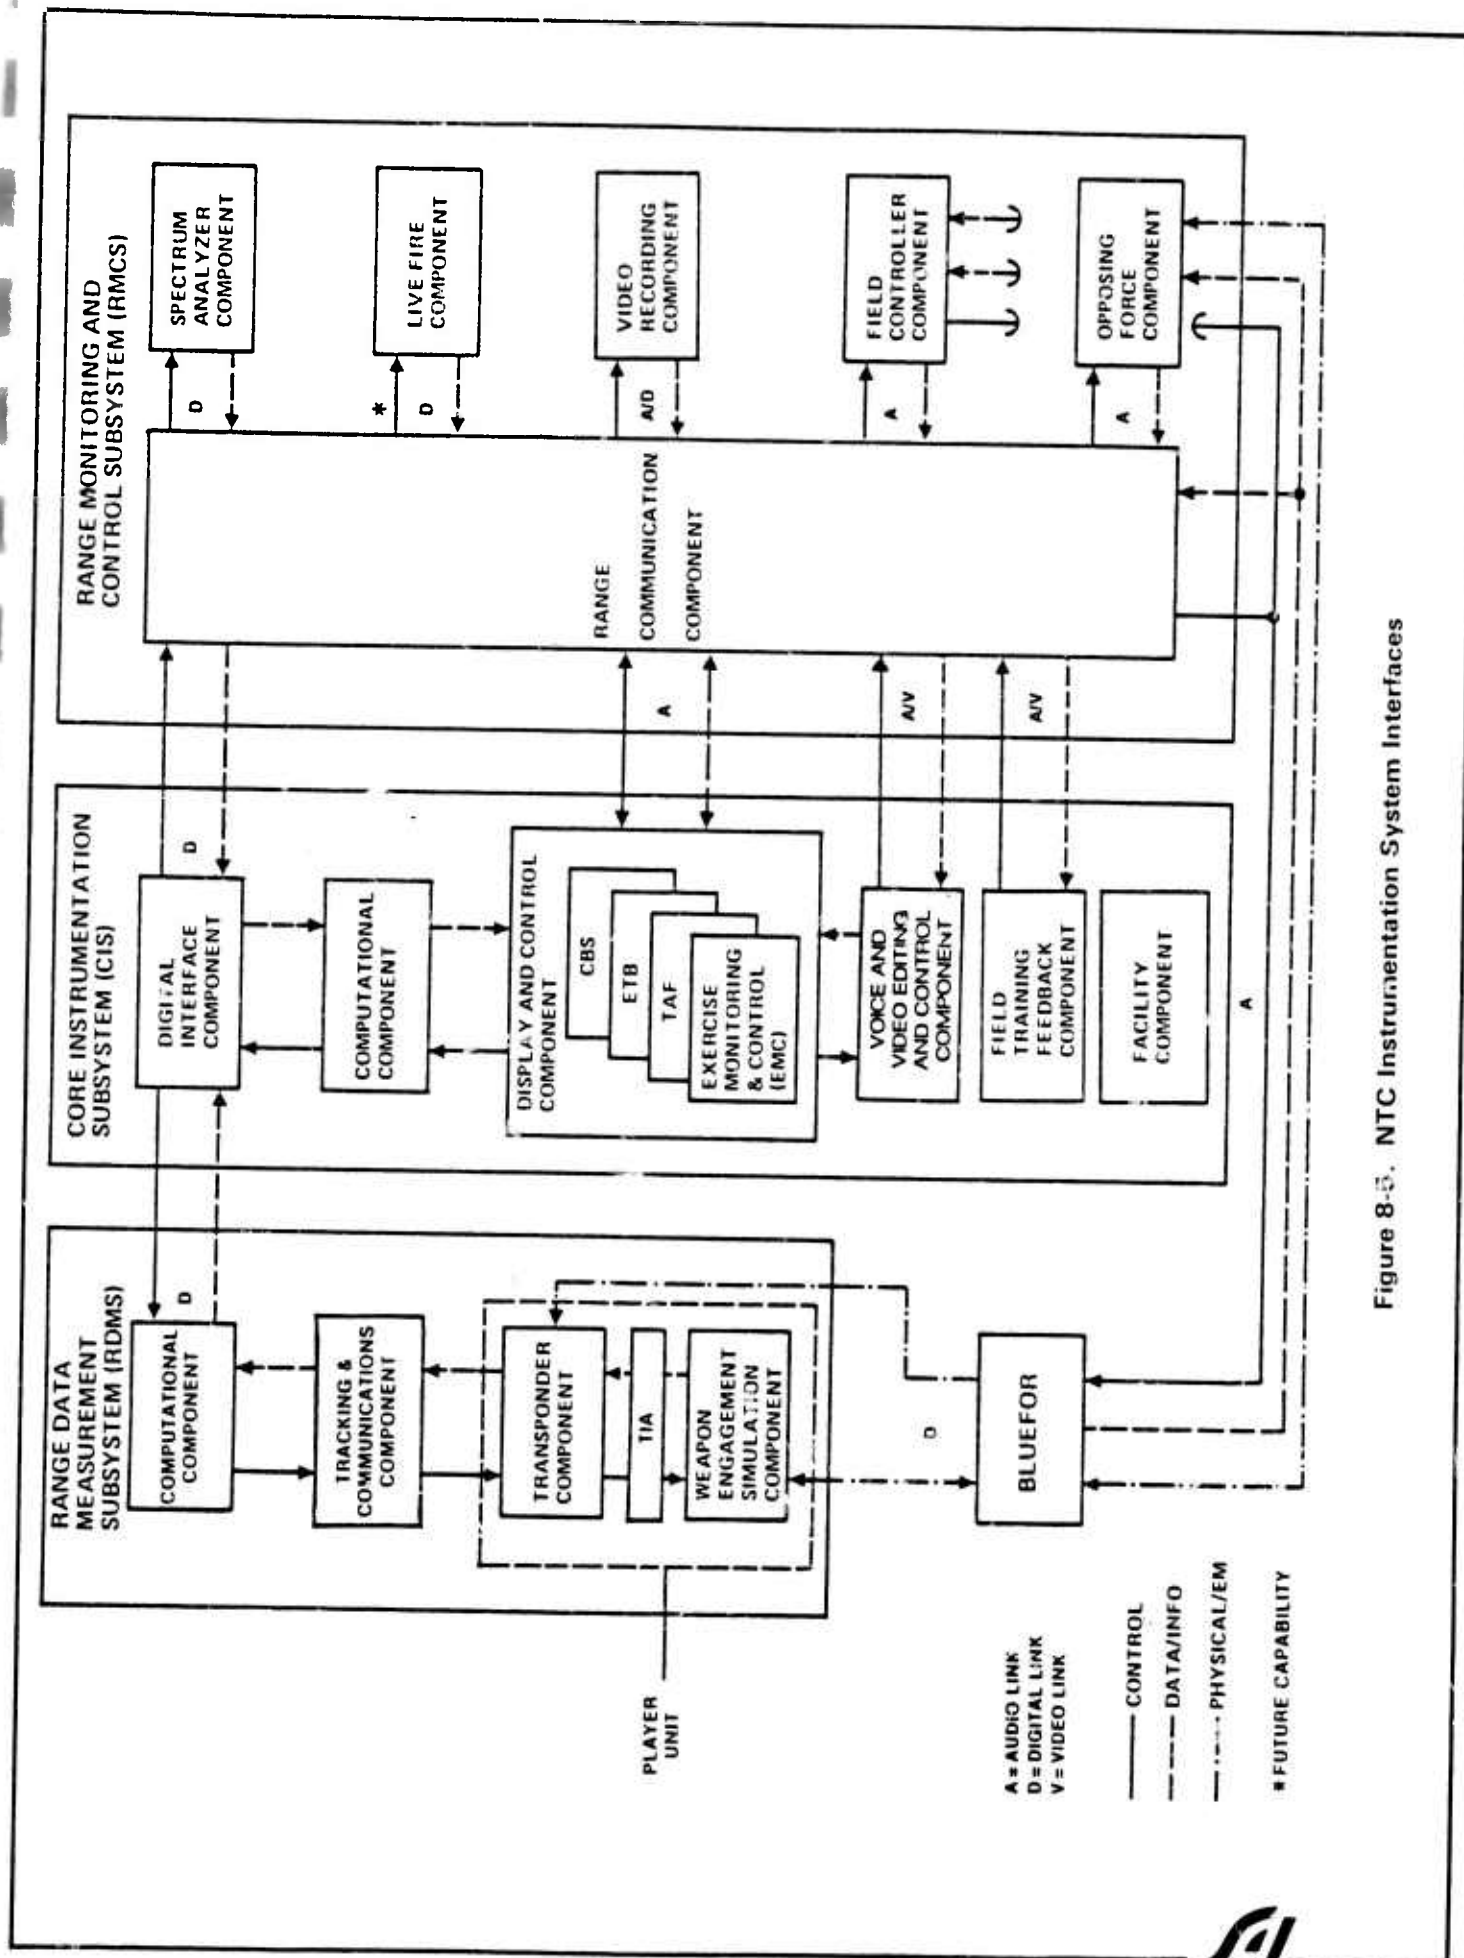 RANGE DATA
MEASUREMENT
SUBSYSTEM (RDMS)
COMPUTATIONAL
COMPONENT
D
TRACKING &
COMMUNICATIONS
COMPONENT
TRANSPONDER
COMPONENT
TIA
WEAPON
ENGAGEMENT
SIMULATION
COMPONENT
PLAYER
UNIT
D
BLUEFOR
CORE INSTRUMENTATION
SUBSYSTEM (CIS)
DIGITAL
INTERFACE
COMPONENT
D
COMPUTATIONAL
COMPONENT
DISPLAY AND CONTROL
COMPONENT
CBS
ETB
TAF
EXERCISE
MONITORING
& CONTROL
(EMC)
VOICE AND
VIDEO EDITING
AND CONTROL
COMPONENT
FIELD
TRAINING
FEEDBACK
COMPONENT
FACILITY
COMPONENT
A
A
A/V
A/V
RANGE MONITORING AND
CONTROL SUBSYSTEM (RMCS)
RANGE
COMMUNICATION
COMPONENT
D
SPECTRUM
ANALYZER
COMPONENT
*
D
LIVE FIRE
COMPONENT
A/D
VIDEO
RECORDING
COMPONENT
A
FIELD
CONTROLLER
COMPONENT
A
OPPOSING
FORCE
COMPONENT
A = AUDIO LINK
D = DIGITAL LINK
V = VIDEO LINK
CONTROL
DATA/INFO
PHYSICAL/EM
* FUTURE CAPABILITY
Figure 8-5. NTC Instrumentation System Interfaces